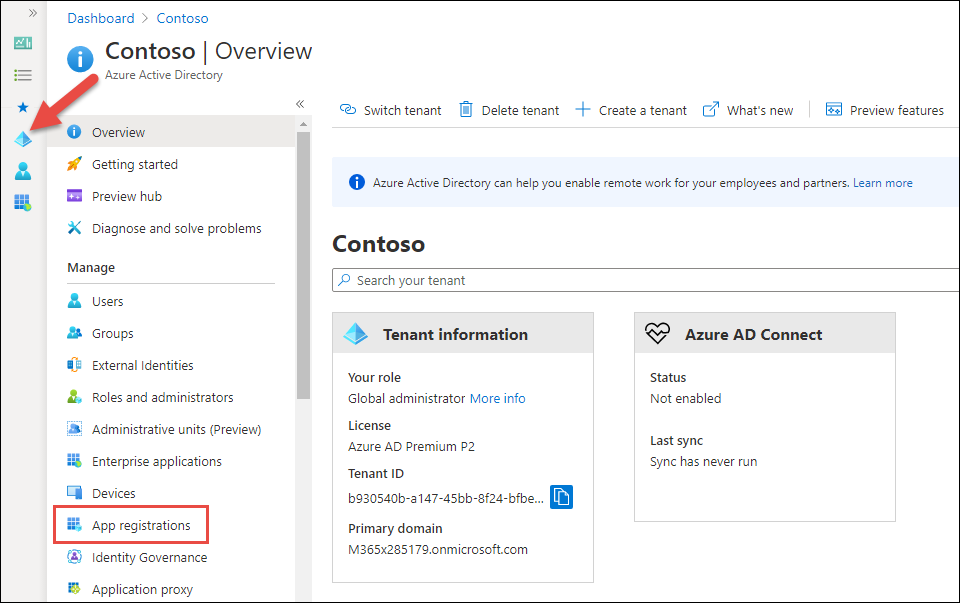 Dashboard > Contoso
Contoso | Overview
Azure Active Directory
Overview
Getting started
Preview hub
Diagnose and solve problems
Manage
Users
Groups
External Identities
Roles and administrators
Administrative units (Preview)
Enterprise applications
Devices
App registrations
Identity Governance
Application proxy
Switch tenant Delete tenant Create a tenant What's new Preview features
Azure Active Directory can help you enable remote work for your employees and partners. Learn more
Contoso
Search your tenant
Tenant information
Your role
Global administrator More info
License
Azure AD Premium P2
Tenant ID
b930540b-a147-45bb-8f24-bfbe...
Primary domain
M365x285179.onmicrosoft.com
Azure AD Connect
Status
Not enabled
Last sync
Sync has never run